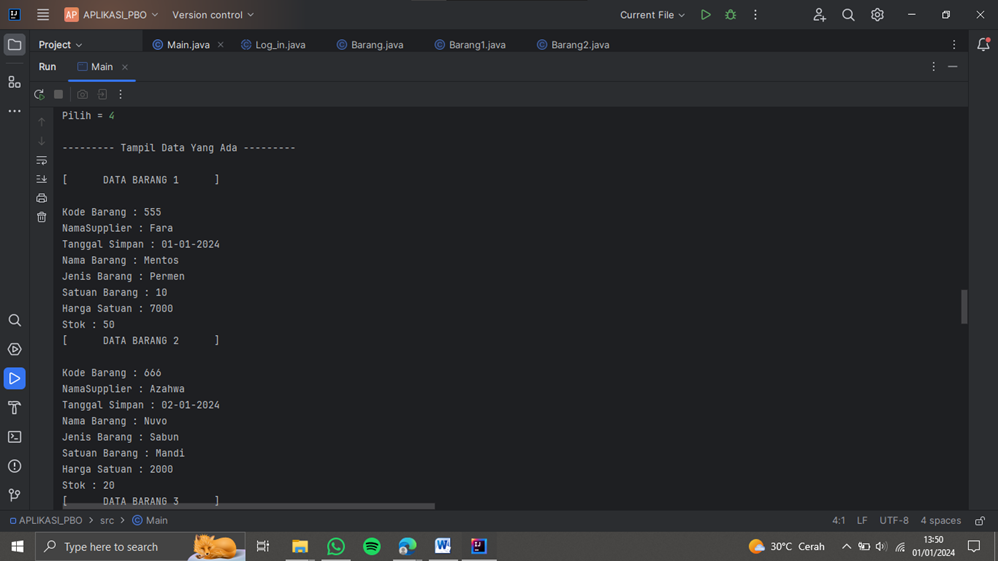 AP APLIKASI_PBO Version control Current File
Project Main.java Log_in.java Barang.java Barang1.java Barang2.java
Run Main
Pilih = 4
--------- Tampil Data Yang Ada ---------
[ DATA BARANG 1 ]
Kode Barang : 555
NamaSupplier : Fara
Tanggal Simpan : 01-01-2024
Nama Barang : Mentos
Jenis Barang : Permen
Satuan Barang : 10
Harga Satuan : 7000
Stok : 50
[ DATA BARANG 2 ]
Kode Barang : 666
NamaSupplier : Azahwa
Tanggal Simpan : 02-01-2024
Nama Barang : Nuvo
Jenis Barang : Sabun
Satuan Barang : Mandi
Harga Satuan : 2000
Stok : 20
[ DATA BARANG 3 ]
APLIKASI_PBO > src > Main 4:1 LF UTF-8 4 spaces
Type here to search 30°C Cerah 13:50
01/01/2024